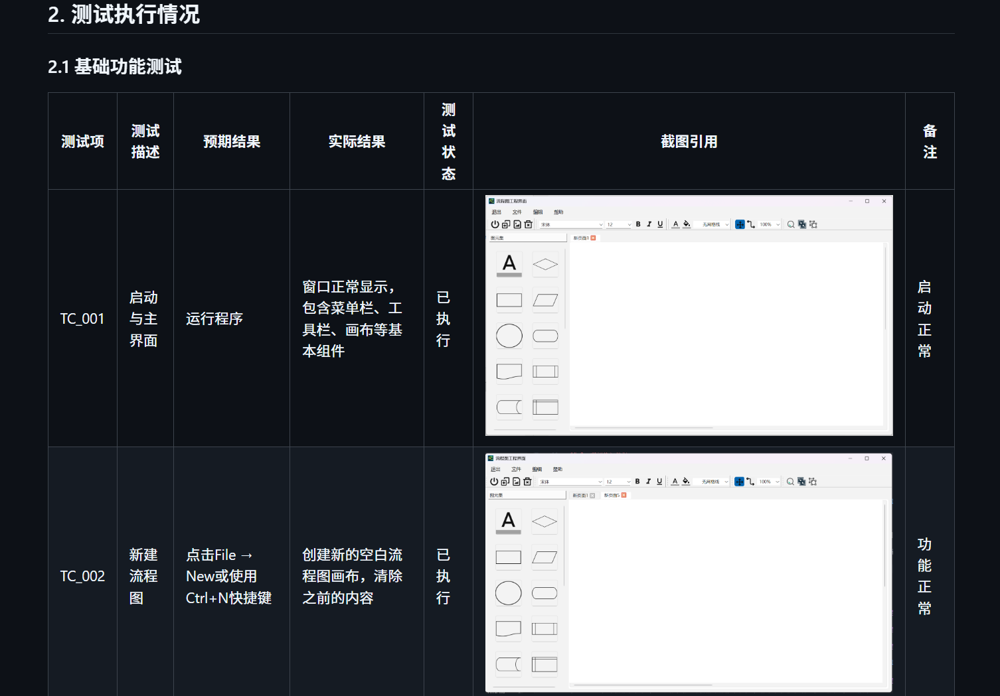 2. 测试执行情况
2.1 基础功能测试
测试项
测试
描述
预期结果
实际结果
测
试
状
态
截图引用
备
注
TC_001
启动
与主
界面
运行程序
窗口正常显示，
包含菜单栏、工
具栏、画布等基
本组件
已
执
行
流程图工程界面
退出 文件 编辑 帮助
宋体 12 B I U A 无网格线 100%
图元集
新页面1
A
启
动
正
常
TC_002
新建
流程
图
点击File →
New或使用
Ctrl+N快捷键
创建新的空白流
程图画布，清除
之前的内容
已
执
行
流程图工程界面
退出 文件 编辑 帮助
宋体 12 B I U A 无网格线 100%
图元集
新页面1 新页面5
A
功
能
正
常